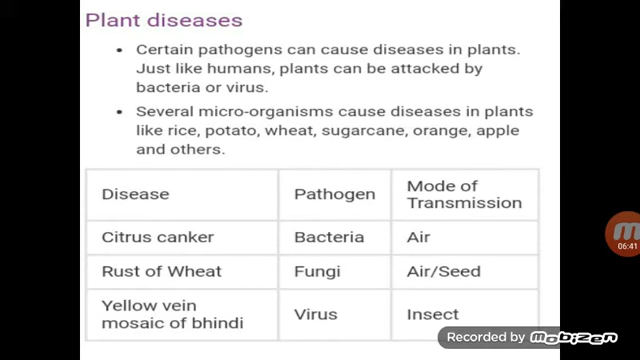 Plant diseases
• Certain pathogens can cause diseases in plants.
Just like humans, plants can be attacked by
bacteria or virus.
• Several micro-organisms cause diseases in plants
like rice, potato, wheat, sugarcane, orange, apple
and others.
Disease Pathogen Mode of
Transmission
Citrus canker Bacteria Air
Rust of Wheat Fungi Air/Seed
Yellow vein
mosaic of bhindi Virus Insect
06:41
Recorded by mobizen